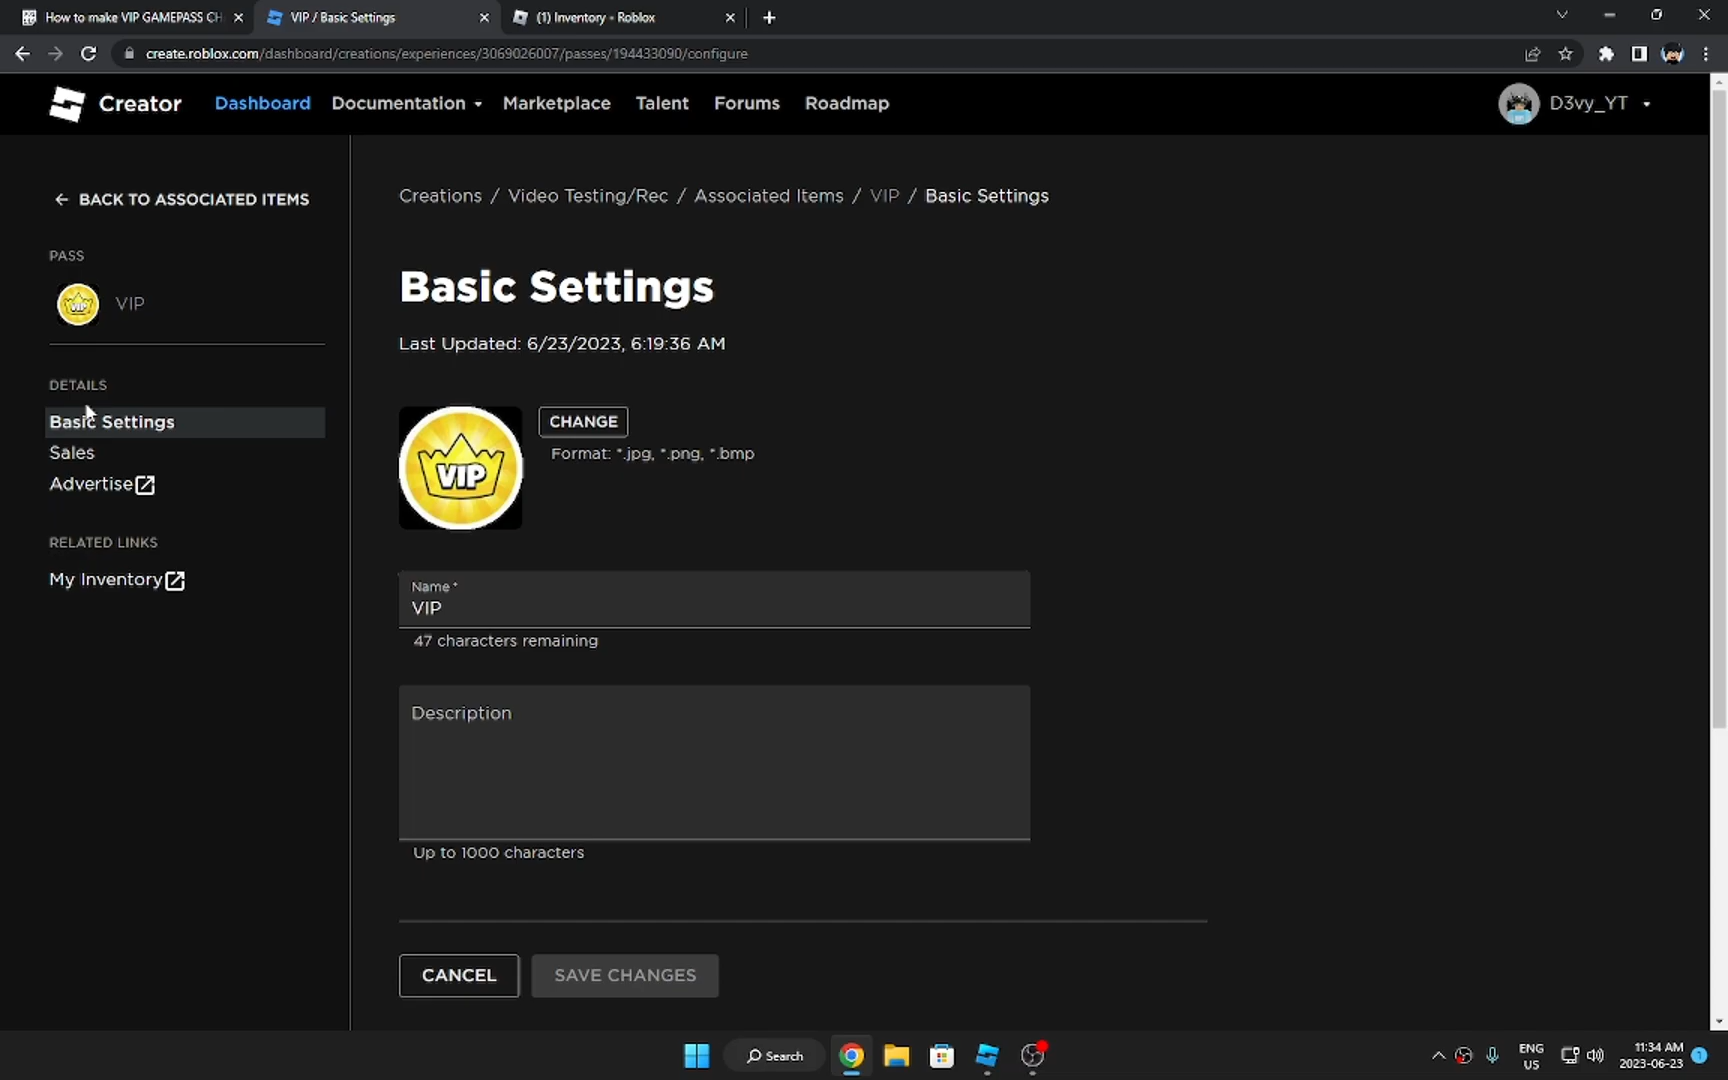 How to make VIP GAMEPASS CH
VIP / Basic Settings
(1) Inventory - Roblox
create.roblox.com/dashboard/creations/experiences/3069026007/passes/194433090/configure
Creator
Dashboard
Documentation
Marketplace
Talent
Forums
Roadmap
D3vy_YT
BACK TO ASSOCIATED ITEMS
PASS
VIP
VIP
DETAILS
Basic Settings
Sales
Advertise
RELATED LINKS
My Inventory
Creations / Video Testing/Rec / Associated Items / VIP / Basic Settings
Basic Settings
Last Updated: 6/23/2023, 6:19:36 AM
VIP
CHANGE
Format: *.jpg, *.png, *.bmp
Name *
VIP
47 characters remaining
Description
Up to 1000 characters
CANCEL
SAVE CHANGES
Search
ENG
US
11:34 AM
2023-06-23
1